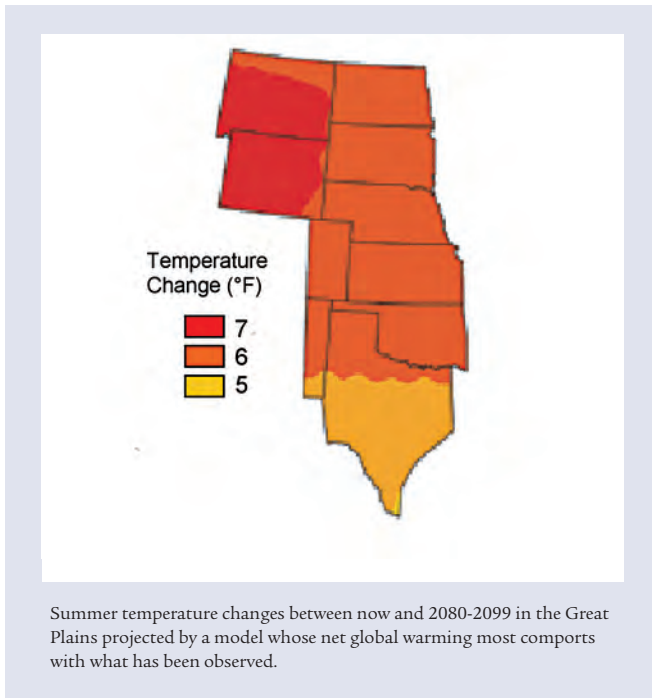 Temperature
Change (°F)
7
6
5
Summer temperature changes between now and 2080-2099 in the Great
Plains projected by a model whose net global warming most comports
with what has been observed.